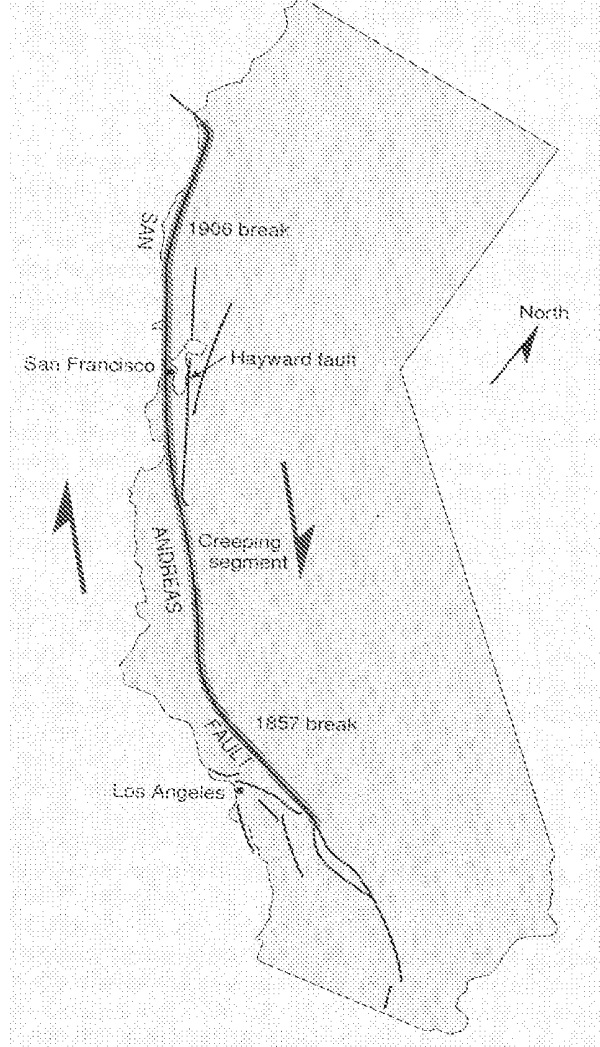 SAN
1906 break
North
San Francisco
Hayward fault
ANDREAS
Creeping
segment
1857 break
FAULT
Los Angeles